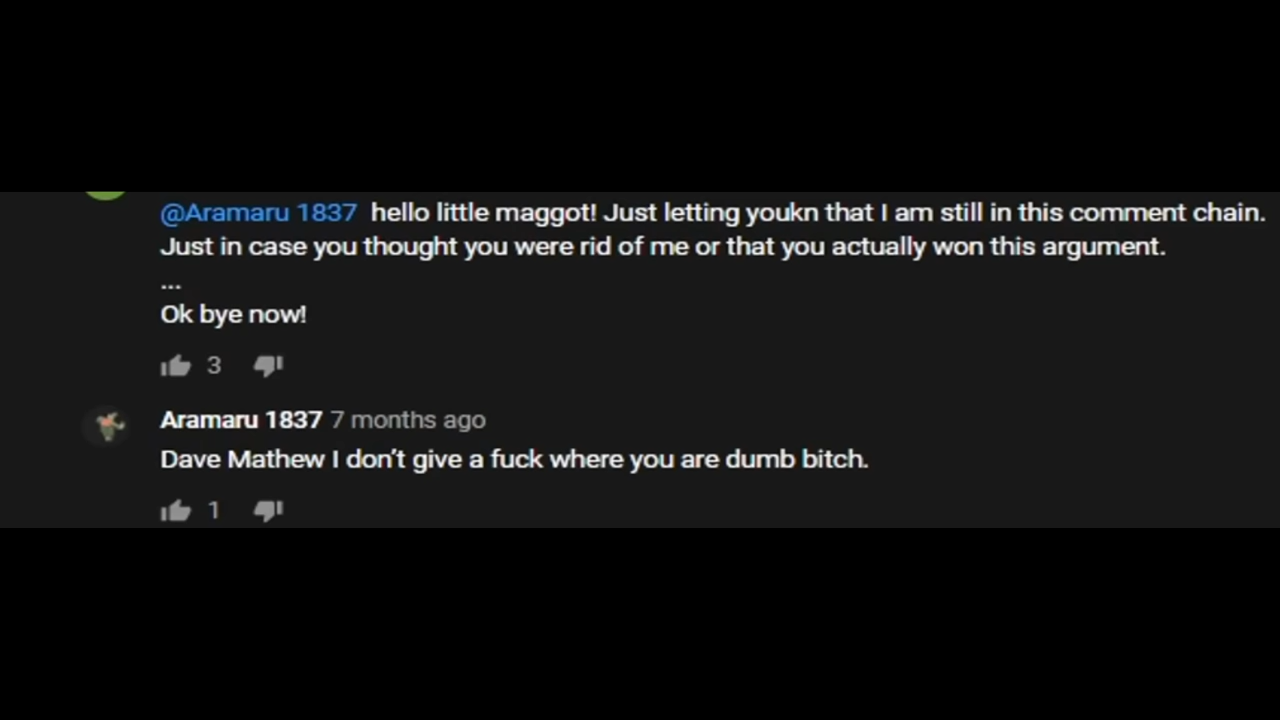 @Aramaru 1837 hello little maggot! Just letting youkn that I am still in this comment chain.
Just in case you thought you were rid of me or that you actually won this argument.
...
Ok bye now!
3
Aramaru 1837 7 months ago
Dave Mathew I don't give a fuck where you are dumb bitch.
1